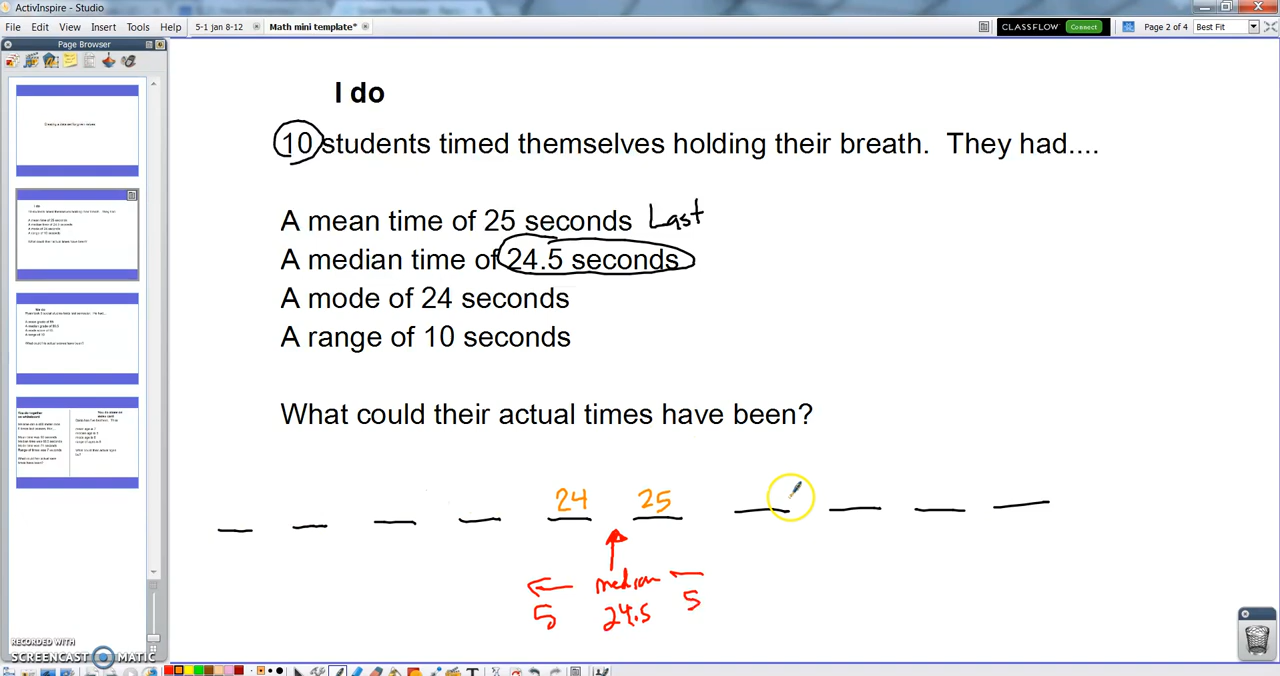 ActivInspire - Studio
File Edit View Insert Tools Help 5-1 jan 8-12 Math mini template* CLASSFLOW Connect Page 2 of 4 Best Fit
Page Browser
I do
10 students timed themselves holding their breath. They had....
A mean time of 25 seconds Last
A median time of 24.5 seconds
A mode of 24 seconds
A range of 10 seconds
What could their actual times have been?
24 25
median
5 24.5 5
RECORDED WITH
SCREENCAST MATIC